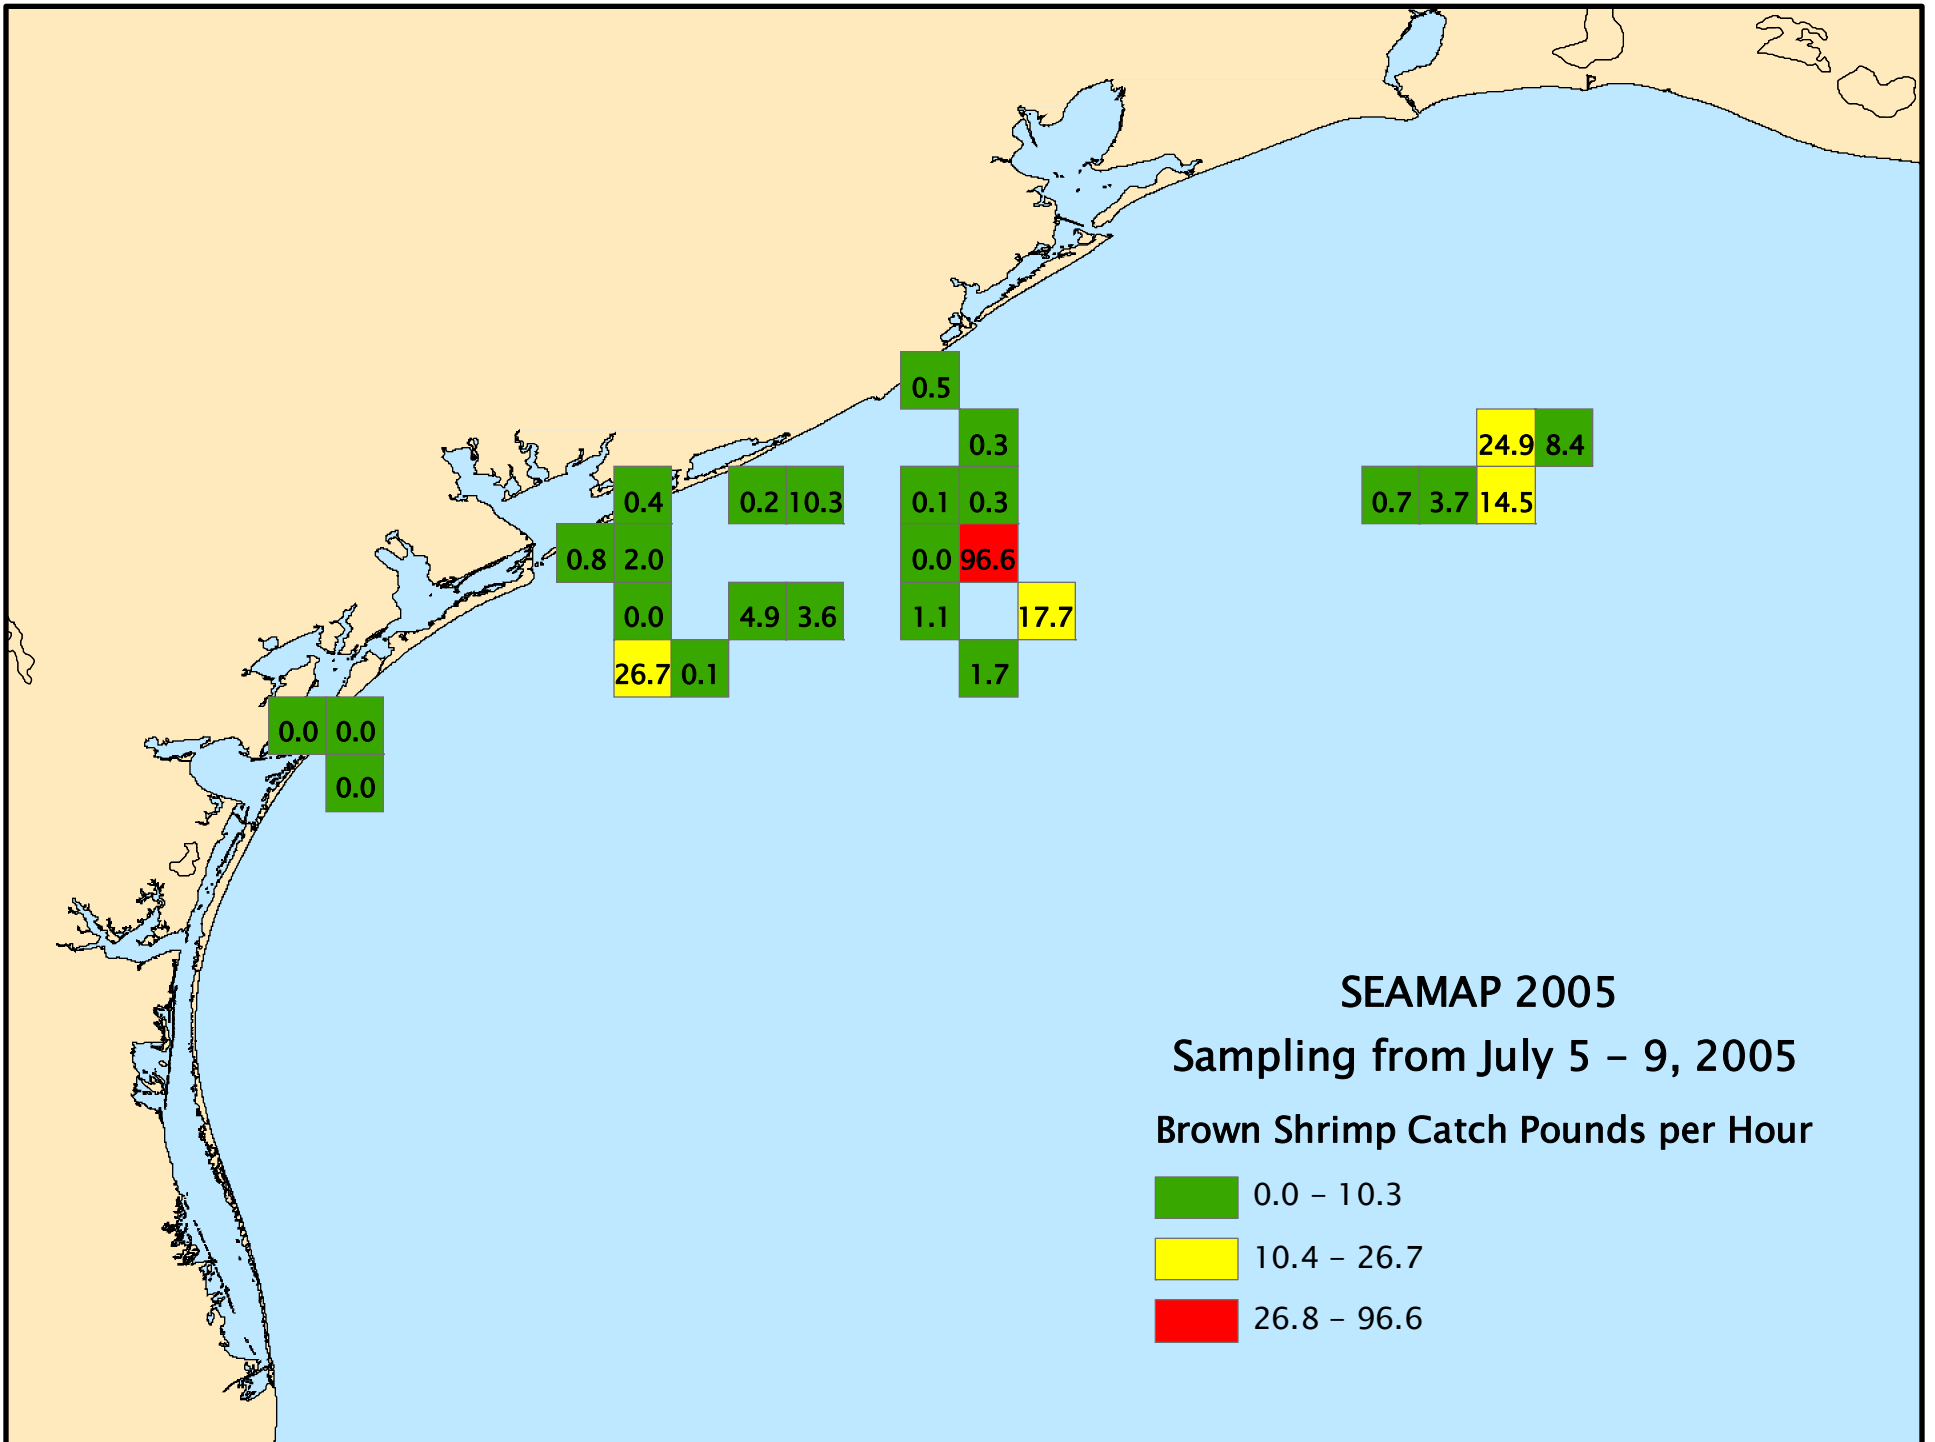 0.5
0.3
24.9 8.4
0.4 0.2 10.3 0.1 0.3 0.7 3.7 14.5
0.8 2.0 0.0 96.6
0.0 4.9 3.6 1.1 17.7
26.7 0.1 1.7
0.0 0.0
0.0
SEAMAP 2005
Sampling from July 5 - 9, 2005
Brown Shrimp Catch Pounds per Hour
0.0 - 10.3
10.4 - 26.7
26.8 - 96.6